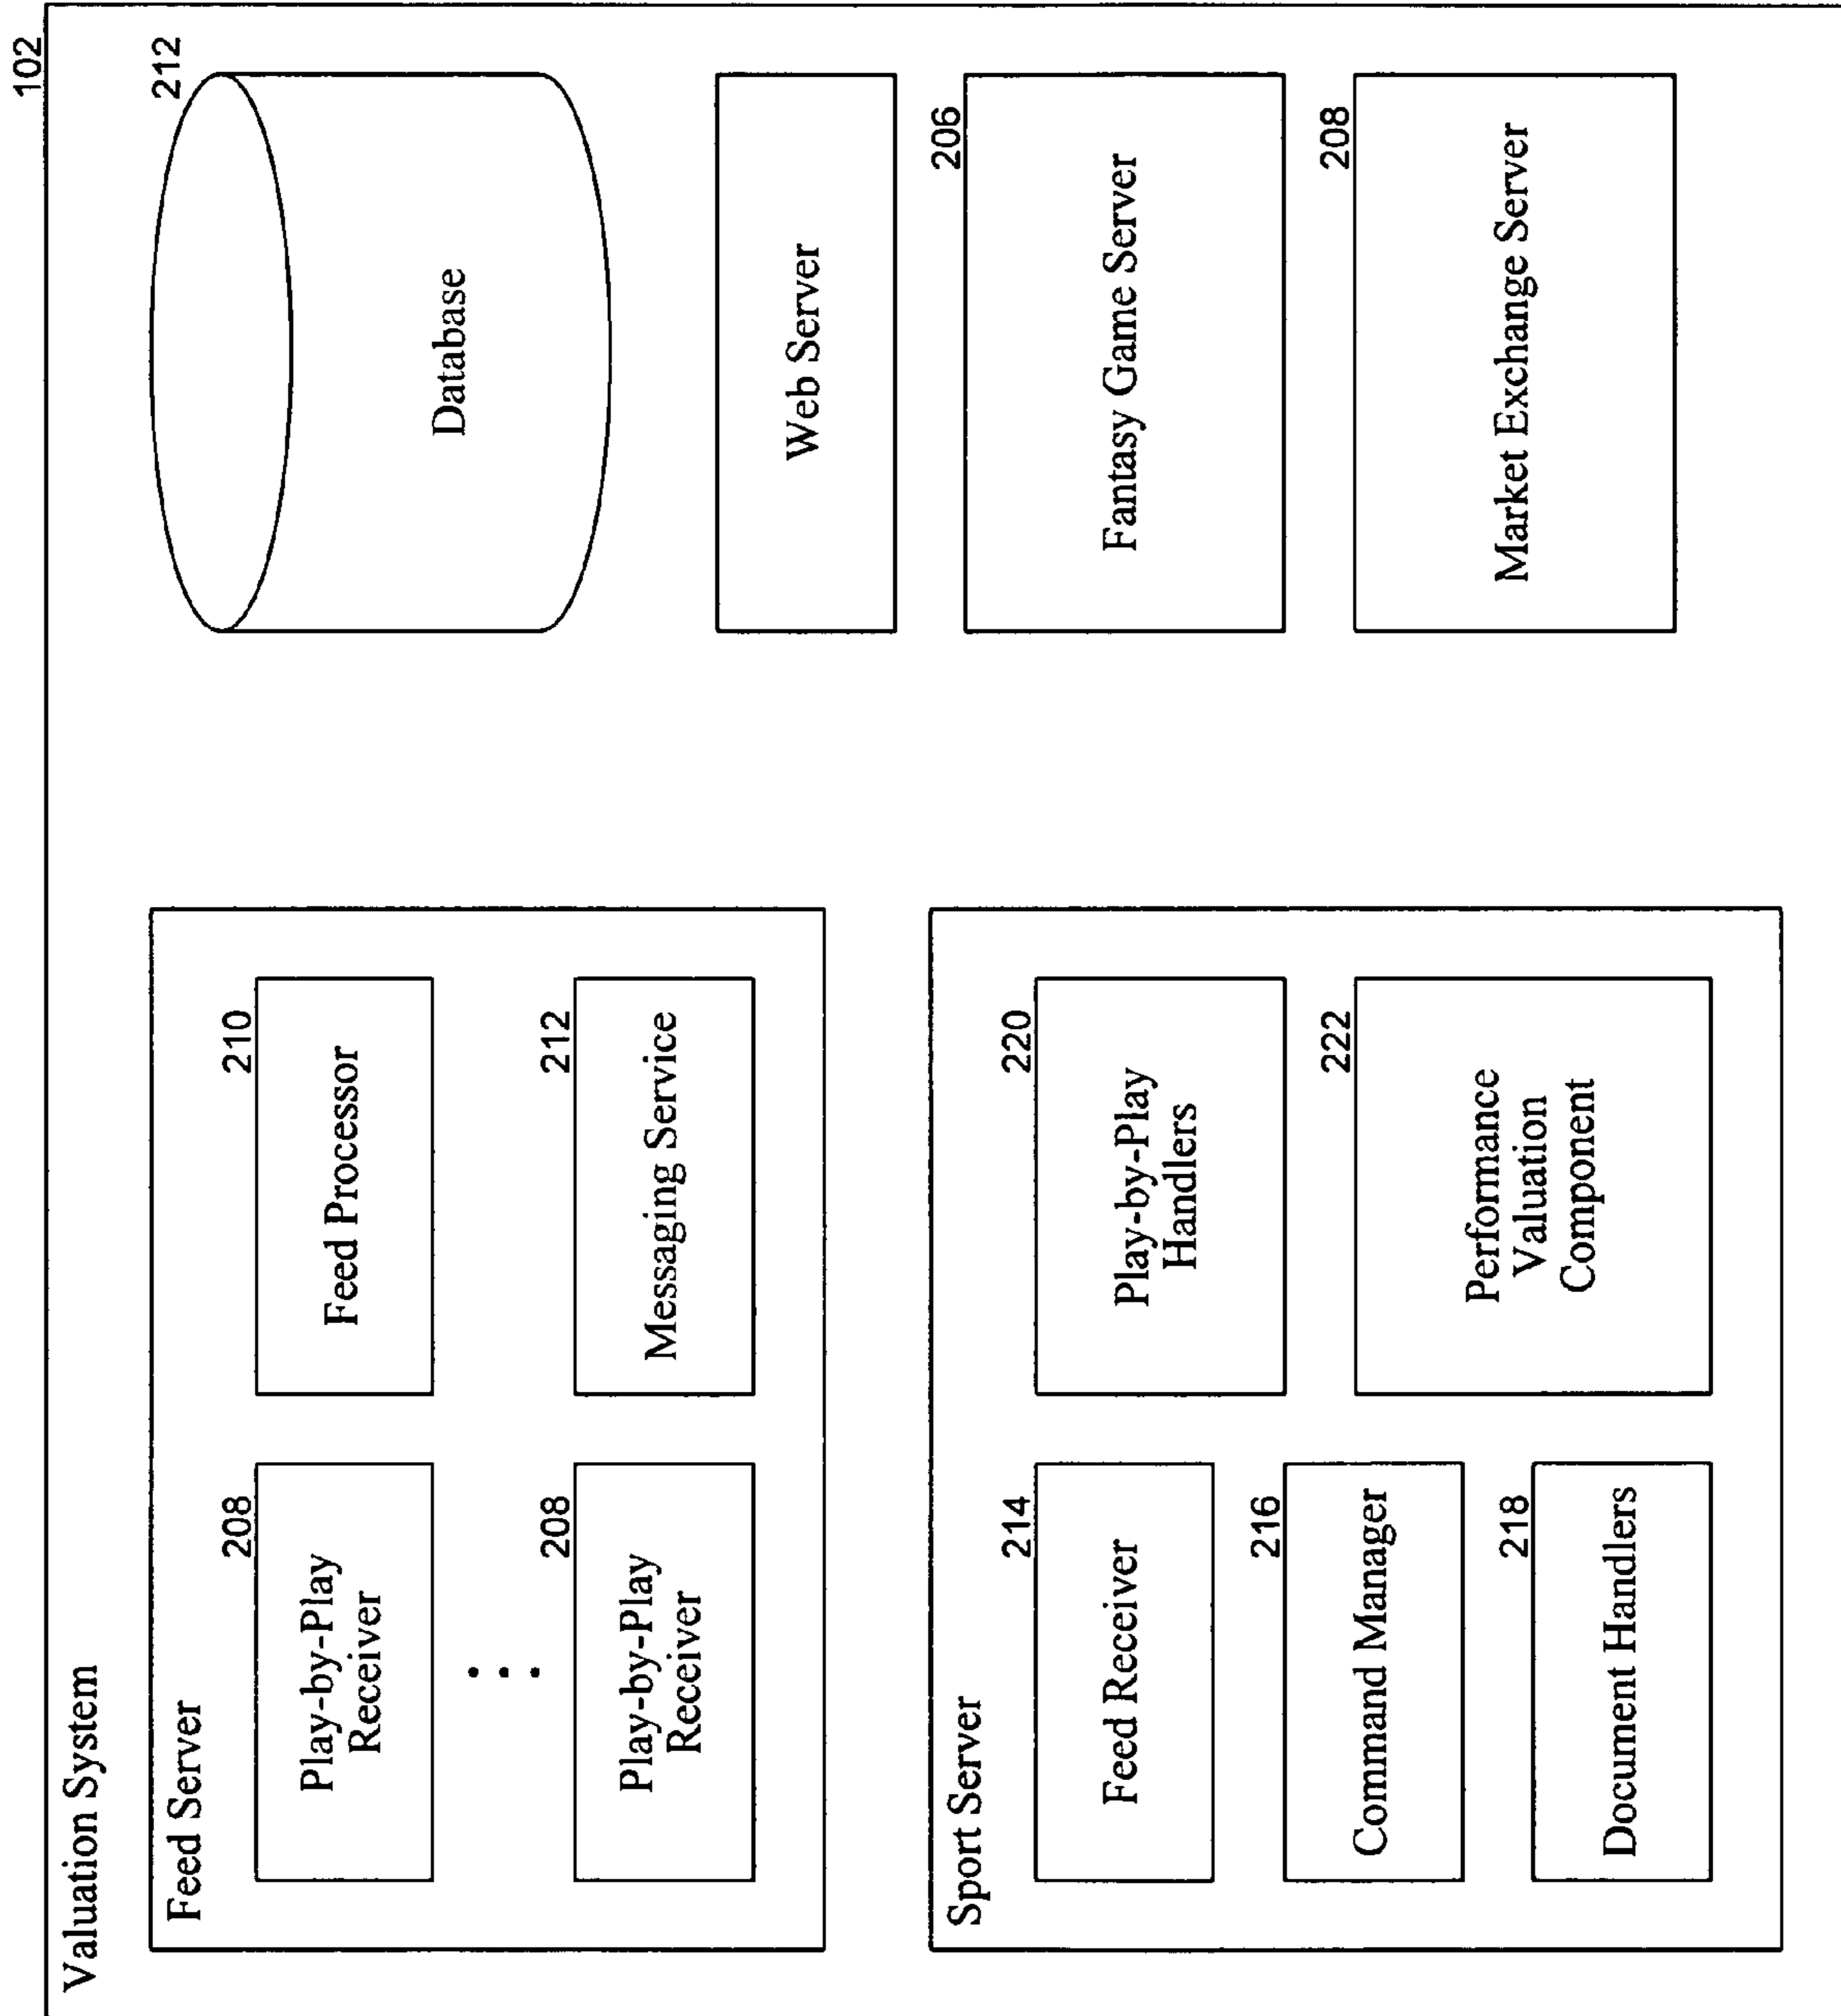 102
Valuation System
Feed Server
208
Play-by-Play
Receiver
208
Play-by-Play
Receiver
210
Feed Processor
212
Messaging Service
Sport Server
214
Feed Receiver
216
Command Manager
218
Document Handlers
220
Play-by-Play
Handlers
222
Performance
Valuation
Component
212
Database
Web Server
206
Fantasy Game Server
208
Market Exchange Server